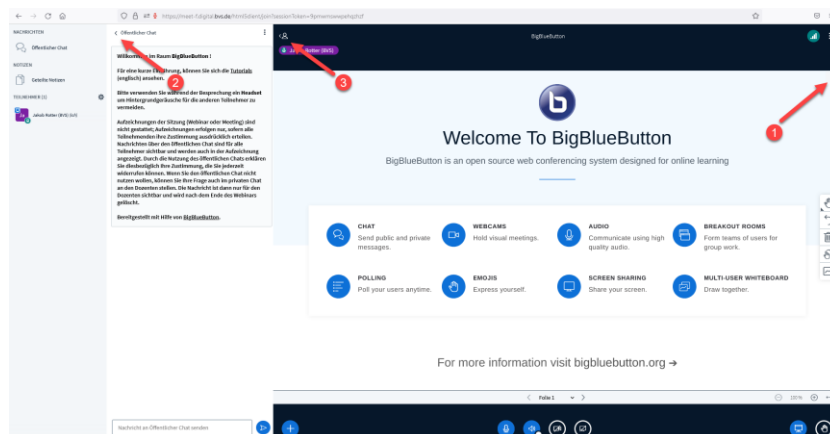 NACHRICHTEN
Öffentlicher Chat
NOTIZEN
Geteilte Notizen
TEILNEHMER (1)
Jakob Retter (BVS) (Ich)
Öffentlicher Chat
Willkommen im Raum BigBlueButton !
Für eine kurze Einführung, können Sie sich die Tutorials
(englisch) ansehen.
Bitte verwenden Sie während der Besprechung ein Headset
um Hintergrundgeräusche für die anderen Teilnehmer zu
vermeiden.
Aufzeichnungen der Sitzung (Webinar oder Meeting) sind
nicht gestattet; Aufzeichnungen erfolgen nur, sofern alle
Teilnehmenden ihre Zustimmung ausdrücklich erteilen.
Nachrichten über den öffentlichen Chat sind für alle
Teilnehmer sichtbar und werden auch in der Aufzeichnung
angezeigt. Durch die Nutzung des öffentlichen Chats erklären
Sie diesbezüglich Ihre Zustimmung, die Sie jederzeit
widerrufen können. Wenn Sie den öffentlichen Chat nicht
nutzen wollen, können Sie Ihre Frage auch im privaten Chat
an den Dozenten stellen. Die Nachricht ist dann nur für den
Dozenten sichtbar und wird nach dem Ende des Webinars
gelöscht.
Bereitgestellt mit Hilfe von BigBlueButton.
Nachricht an Öffentlicher Chat senden
2
BigBlueButton
Retter (BVS)
3
1
b
Welcome To BigBlueButton
BigBlueButton is an open source web conferencing system designed for online learning
CHAT
Send public and private
messages.
WEBCAMS
Hold visual meetings.
AUDIO
Communicate using high
quality audio.
BREAKOUT ROOMS
Form teams of users for
group work.
POLLING
Poll your users anytime.
EMOJIS
Express yourself.
SCREEN SHARING
Share your screen.
MULTI-USER WHITEBOARD
Draw together.
For more information visit bigbluebutton.org →
Folie 1
100%